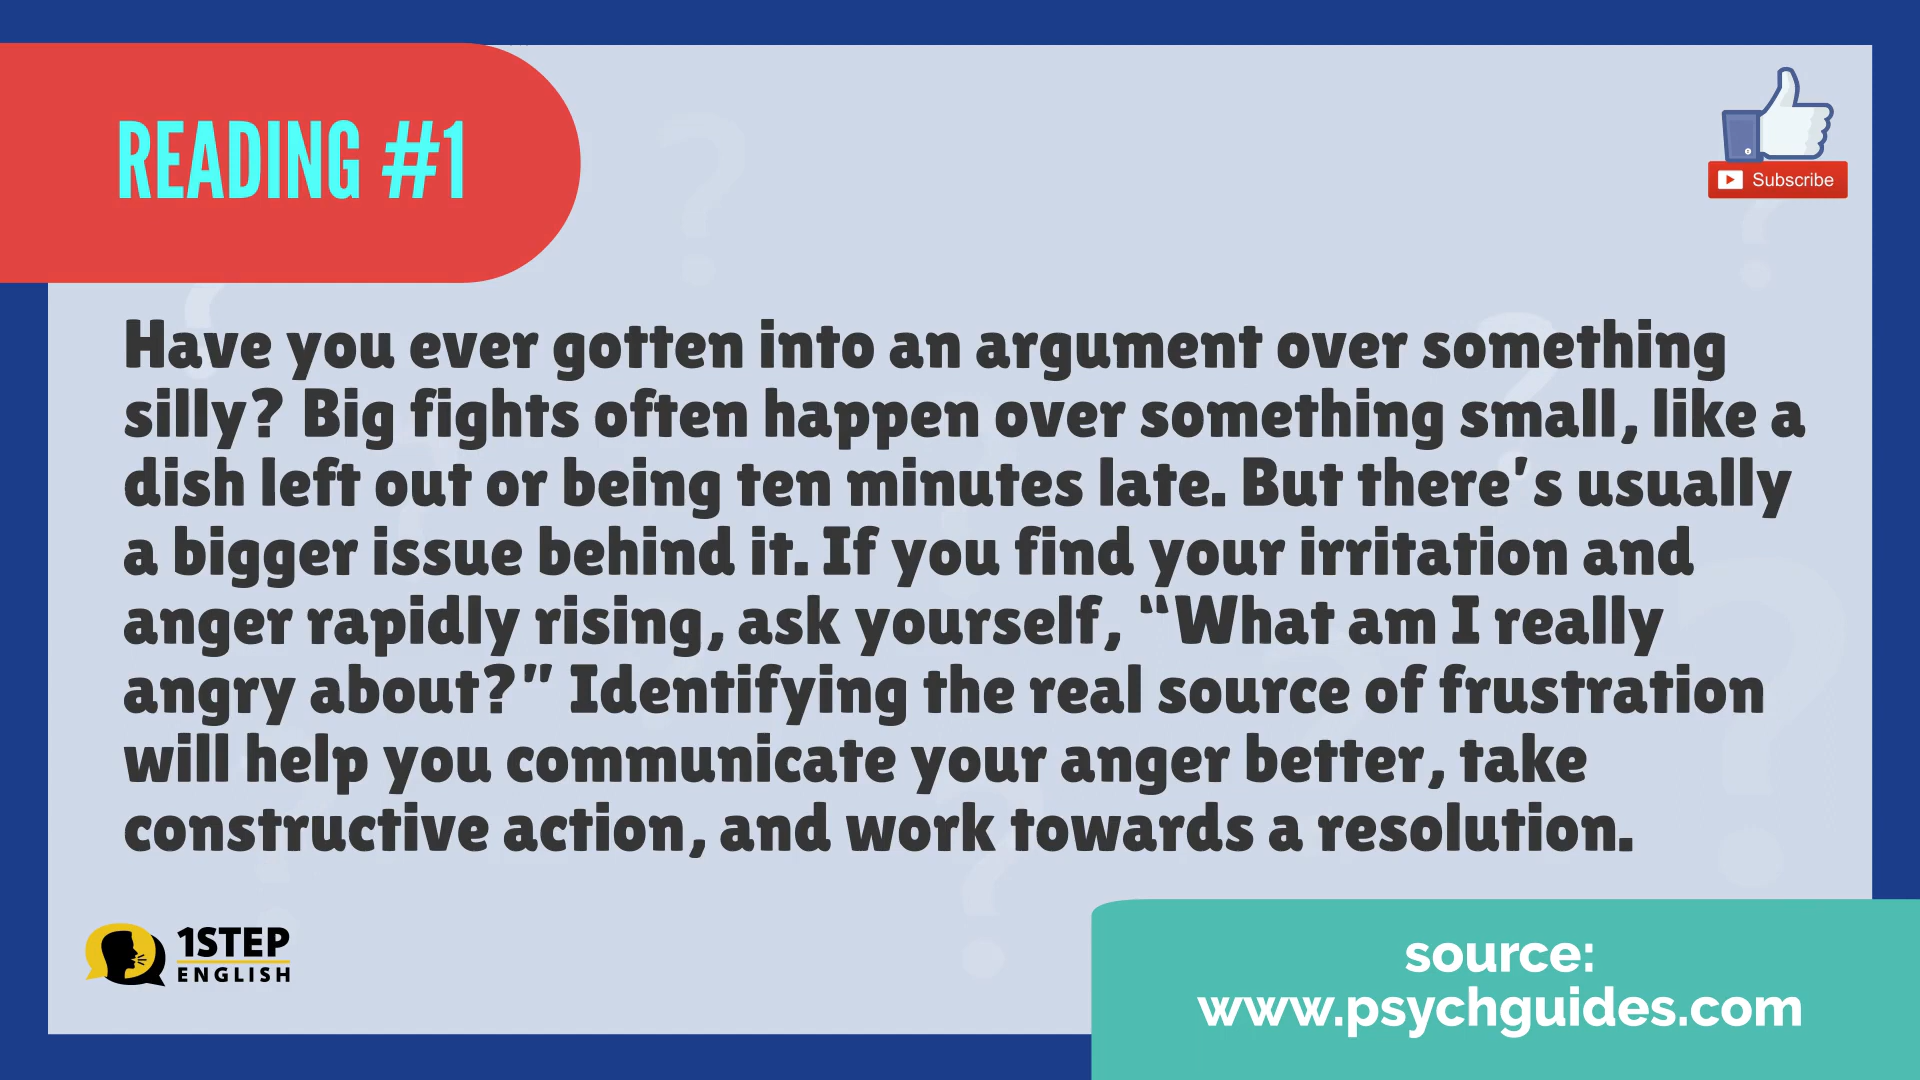 READING #1
Subscribe
Have you ever gotten into an argument over something
silly? Big fights often happen over something small, like a
dish left out or being ten minutes late. But there's usually
a bigger issue behind it. If you find your irritation and
anger rapidly rising, ask yourself, “What am I really
angry about?” Identifying the real source of frustration
will help you communicate your anger better, take
constructive action, and work towards a resolution.
1STEP
ENGLISH
source:
www.psychguides.com